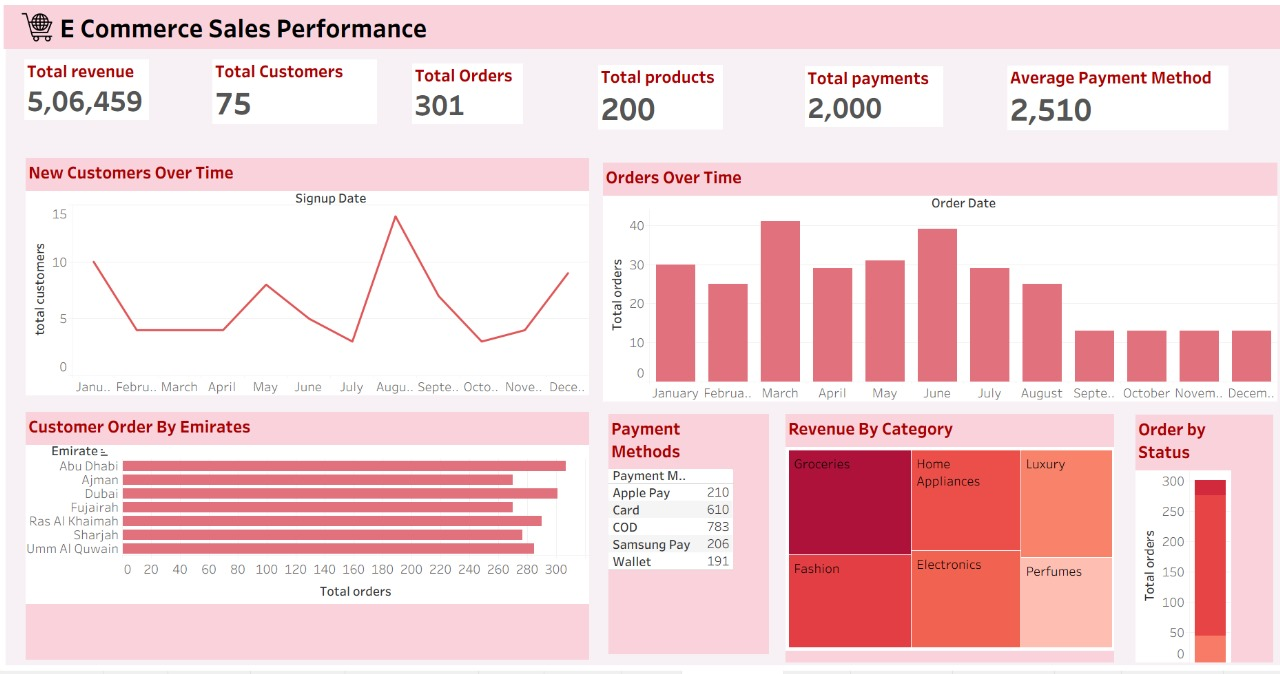 E Commerce Sales Performance
Total revenue
5,06,459
Total Customers
75
Total Orders
301
Total products
200
Total payments
2,000
Average Payment Method
2,510
New Customers Over Time
Signup Date
total customers
15
10
5
0
Janu.. Febru.. March April May June July Augu.. Septe.. Octo.. Nove.. Dece..
Orders Over Time
Order Date
Total orders
40
30
20
10
0
January Februa.. March April May June July August Septe.. October Novem.. Decem..
Customer Order By Emirates
Emirate
Abu Dhabi
Ajman
Dubai
Fujairah
Ras Al Khaimah
Sharjah
Umm Al Quwain
0 20 40 60 80 100 120 140 160 180 200 220 240 260 280 300
Total orders
Payment
Methods
Payment M..
Apple Pay 210
Card 610
COD 783
Samsung Pay 206
Wallet 191
Revenue By Category
Groceries
Home
Appliances
Luxury
Fashion
Electronics
Perfumes
Order by
Status
Total orders
300
250
200
150
100
50
0